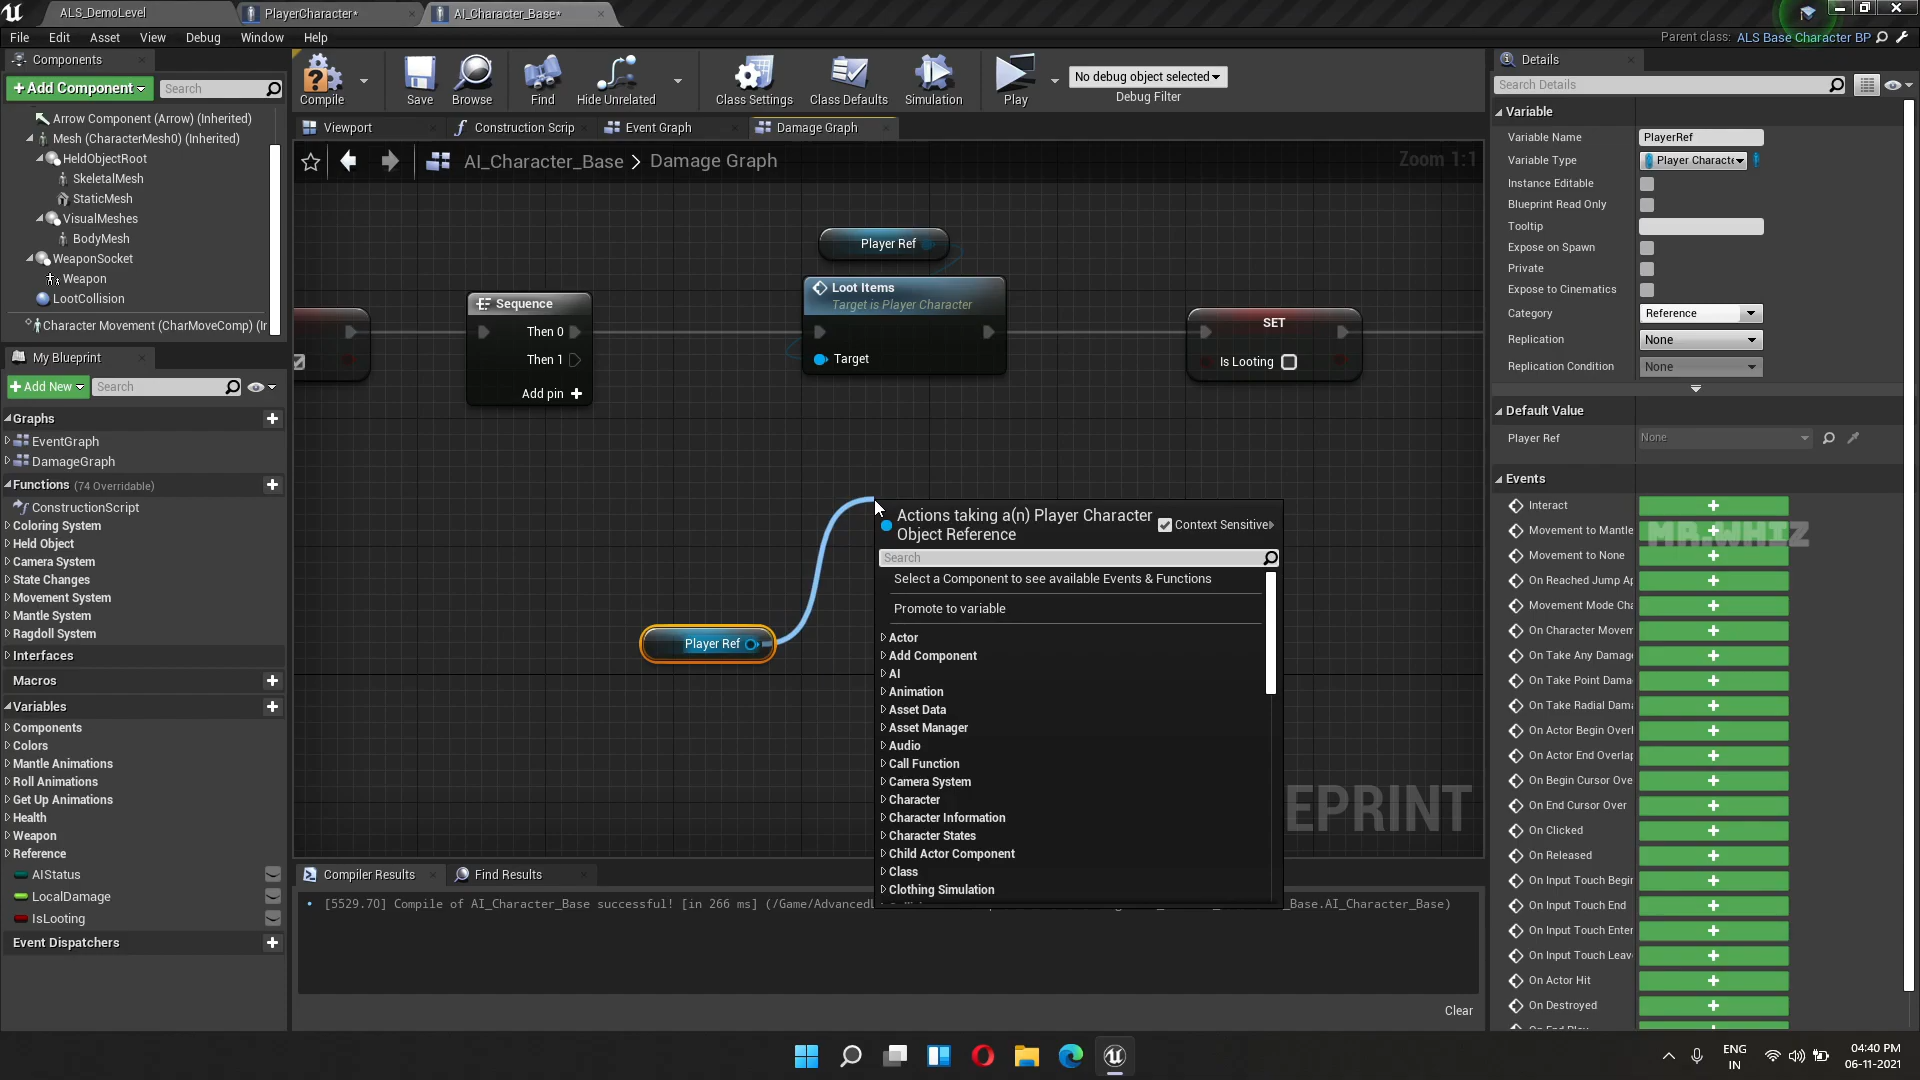 ALS_DemoLevel
PlayerCharacter*
AI_Character_Base*
File Edit Asset View Debug Window Help
Parent class: ALS Base Character BP
Components
+Add Component
Search
Arrow Component (Arrow) (Inherited)
Mesh (CharacterMesh0) (Inherited)
HeldObjectRoot
SkeletalMesh
StaticMesh
VisualMeshes
BodyMesh
WeaponSocket
Weapon
LootCollision
Character Movement (CharMoveComp) (Ir
My Blueprint
+Add New
Search
Graphs
EventGraph
DamageGraph
Functions (74 Overridable)
ConstructionScript
Coloring System
Held Object
Camera System
State Changes
Movement System
Mantle System
Ragdoll System
Interfaces
Macros
Variables
Components
Colors
Mantle Animations
Roll Animations
Get Up Animations
Health
Weapon
Reference
AIStatus
LocalDamage
IsLooting
Event Dispatchers
Compile
Save
Browse
Find
Hide Unrelated
Class Settings
Class Defaults
Simulation
Play
No debug object selected
Debug Filter
Viewport
Construction Scrip
Event Graph
Damage Graph
AI_Character_Base > Damage Graph
Zoom 1:1
Player Ref
Sequence
Then 0
Then 1
Add pin +
Loot Items
Target is Player Character
Target
SET
Is Looting
Player Ref
Actions taking a(n) Player Character
Object Reference
Context Sensitive
Search
Select a Component to see available Events & Functions
Promote to variable
Actor
Add Component
AI
Animation
Asset Data
Asset Manager
Audio
Call Function
Camera System
Character
Character Information
Character States
Child Actor Component
Class
Clothing Simulation
EPRINT
Compiler Results
Find Results
[5529.70] Compile of AI_Character_Base successful! [in 266 ms] (/Game/AdvancedL
_Base.AI_Character_Base)
Clear
Details
Search Details
Variable
Variable Name PlayerRef
Variable Type Player Characte
Instance Editable
Blueprint Read Only
Tooltip
Expose on Spawn
Private
Expose to Cinematics
Category Reference
Replication None
Replication Condition None
Default Value
Player Ref None
Events
Interact
Movement to Mantle
MR.WHIZ
Movement to None
On Reached Jump Ap
Movement Mode Cha
On Character Movem
On Take Any Damage
On Take Point Dama
On Take Radial Dama
On Actor Begin Overl
On Actor End Overlap
On Begin Cursor Ove
On End Cursor Over
On Clicked
On Released
On Input Touch Begin
On Input Touch End
On Input Touch Enter
On Input Touch Leav
On Actor Hit
On Destroyed
ENG
IN
04:40 PM
06-11-2021